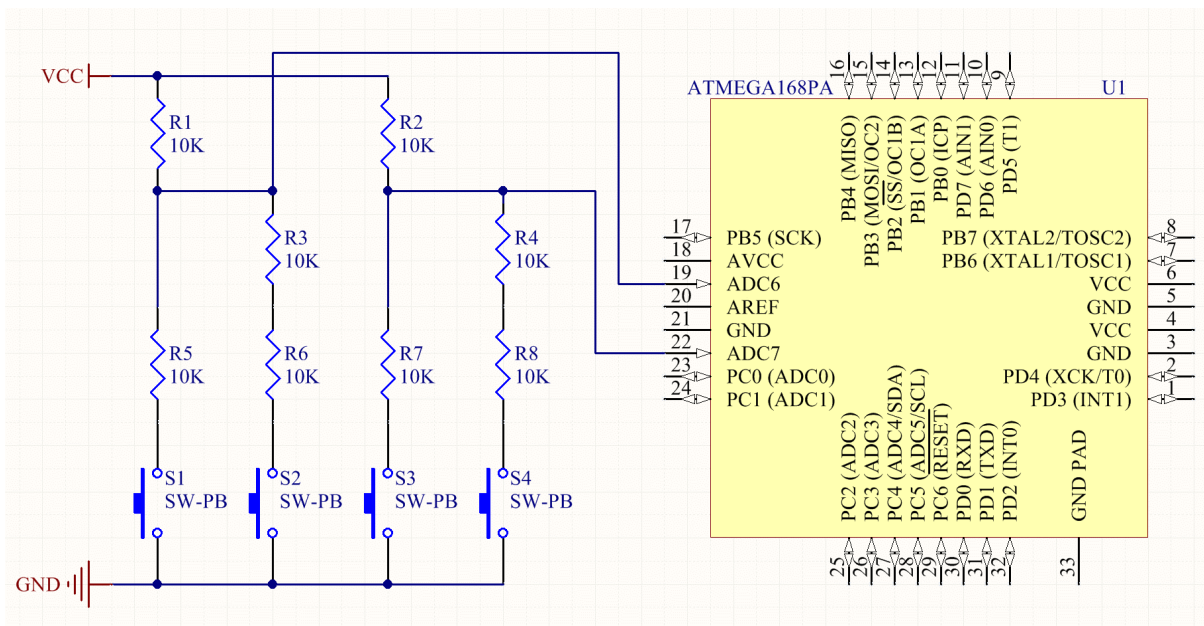 VCC
R1
10K
R2
10K
R3
10K
R4
10K
R5
10K
R6
10K
R7
10K
R8
10K
S1
SW-PB
S2
SW-PB
S3
SW-PB
S4
SW-PB
GND
ATMEGA168PA
U1
16
15
14
13
12
11
10
9
PB4 (MISO)
PB3 (MOSI/OC2)
PB2 (SS/OC1B)
PB1 (OC1A)
PB0 (ICP)
PD7 (AIN1)
PD6 (AIN0)
PD5 (T1)
17
PB5 (SCK)
18
AVCC
19
ADC6
20
AREF
21
GND
22
ADC7
23
PC0 (ADC0)
24
PC1 (ADC1)
PB7 (XTAL2/TOSC2)
8
PB6 (XTAL1/TOSC1)
7
VCC
6
GND
5
VCC
4
GND
3
PD4 (XCK/T0)
2
PD3 (INT1)
1
PC2 (ADC2)
PC3 (ADC3)
PC4 (ADC4/SDA)
PC5 (ADC5/SCL)
PC6 (RESET)
PD0 (RXD)
PD1 (TXD)
PD2 (INT0)
GND PAD
25
26
27
28
29
30
31
32
33